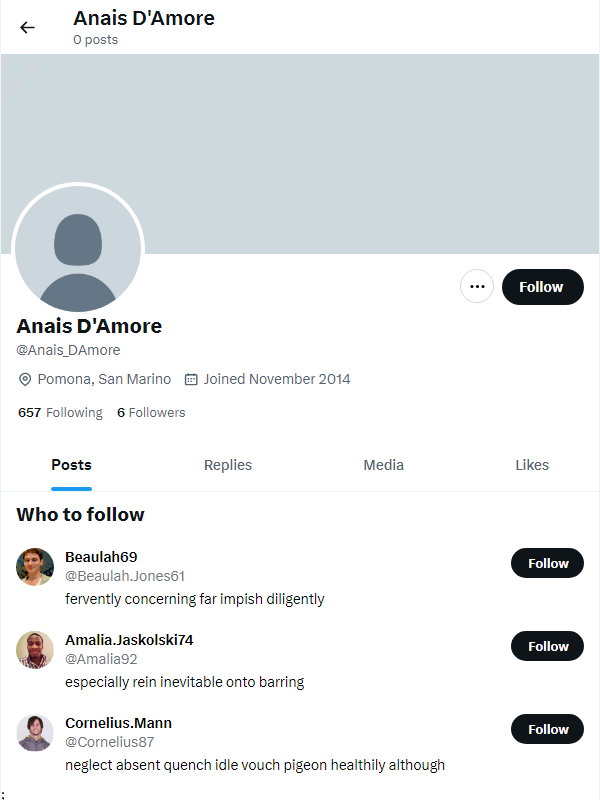 Anais D'Amore
0 posts
Follow
Anais D'Amore
@Anais_DAmore
Pomona, San Marino Joined November 2014
657 Following 6 Followers
Posts Replies Media Likes
Who to follow
Beaulah69
@Beaulah.Jones61
Follow
fervently concerning far impish diligently
Amalia.Jaskolski74
@Amalia92
Follow
especially rein inevitable onto barring
Cornelius.Mann
@Cornelius87
Follow
neglect absent quench idle vouch pigeon healthily although
;